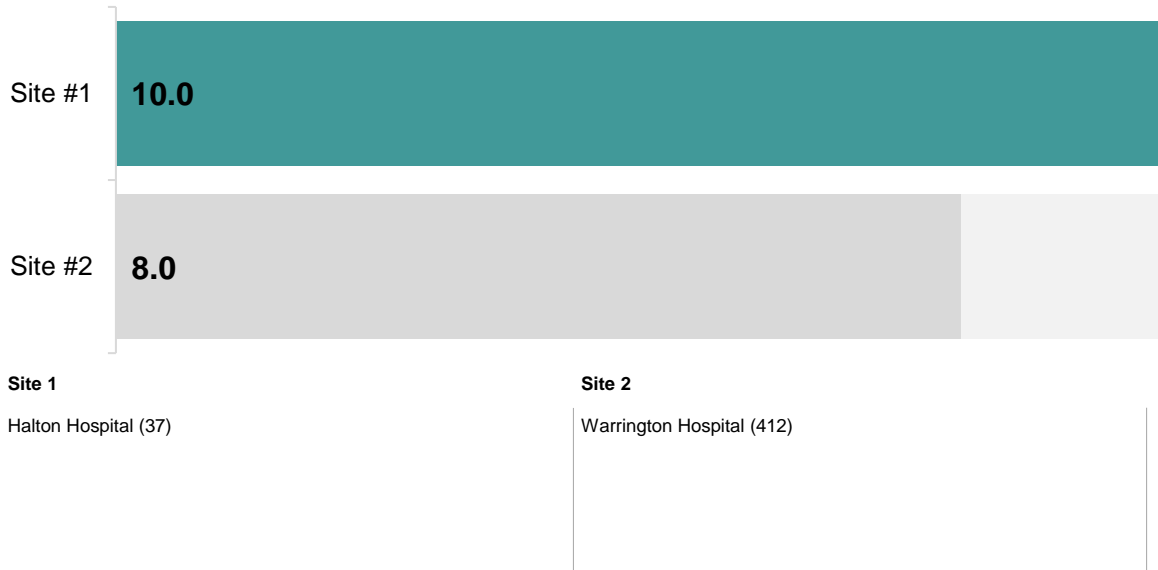 Site #1
10.0
Site #2
8.0
Site 1
Site 2
Halton Hospital (37)
Warrington Hospital (412)